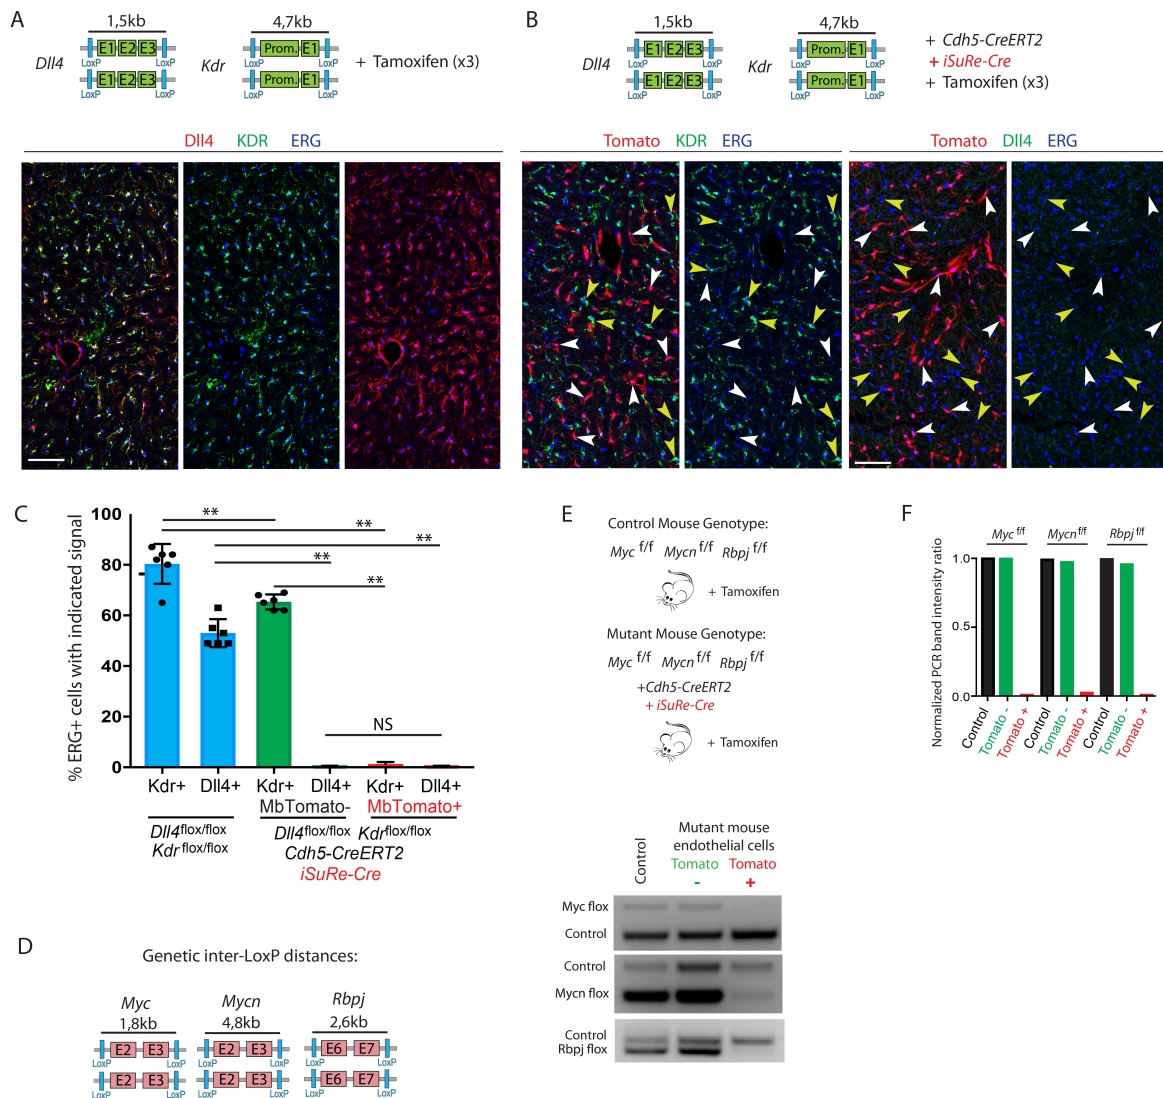 A
1,5kb
4,7kb
Dll4
E1 E2 E3
LoxP LoxP
E1 E2 E3
LoxP LoxP
Kdr
Prom. E1
LoxP LoxP
Prom. E1
LoxP LoxP
+ Tamoxifen (x3)
B
1,5kb
4,7kb
Dll4
E1 E2 E3
LoxP LoxP
E1 E2 E3
LoxP LoxP
Kdr
Prom. E1
LoxP LoxP
Prom. E1
LoxP LoxP
+ Cdh5-CreERT2
+ iSuRe-Cre
+ Tamoxifen (x3)
Dll4 KDR ERG
Tomato KDR ERG
Tomato Dll4 ERG
C
% ERG+ cells with indicated signal
100
80
60
40
20
0
**
**
**
**
**
NS
Kdr+ Dll4+ Kdr+ Dll4+ Kdr+ Dll4+
MbTomato- MbTomato+
Dll4flox/flox
Kdr flox/flox
Dll4flox/flox Kdrflox/flox
Cdh5-CreERT2
iSuRe-Cre
D
Genetic inter-LoxP distances:
Myc
1,8kb
E2 E3
LoxP LoxP
E2 E3
LoxP LoxP
Mycn
4,8kb
E2 E3
LoxP LoxP
E2 E3
LoxP LoxP
Rbpj
2,6kb
E6 E7
LoxP LoxP
E6 E7
LoxP LoxP
E
Control Mouse Genotype:
Myc f/f Mycn f/f Rbpj f/f
+ Tamoxifen
Mutant Mouse Genotype:
Myc f/f Mycn f/f Rbpj f/f
+Cdh5-CreERT2
+ iSuRe-Cre
+ Tamoxifen
Control
Mutant mouse
endothelial cells
Tomato Tomato
- +
Myc flox
Control
Control
Mycn flox
Control
Rbpj flox
F
Normalized PCR band intensity ratio
Myc f/f Mycn f/f Rbpj f/f
1.0
0.5
0.0
Control
Tomato -
Tomato +
Control
Tomato -
Tomato +
Control
Tomato -
Tomato +